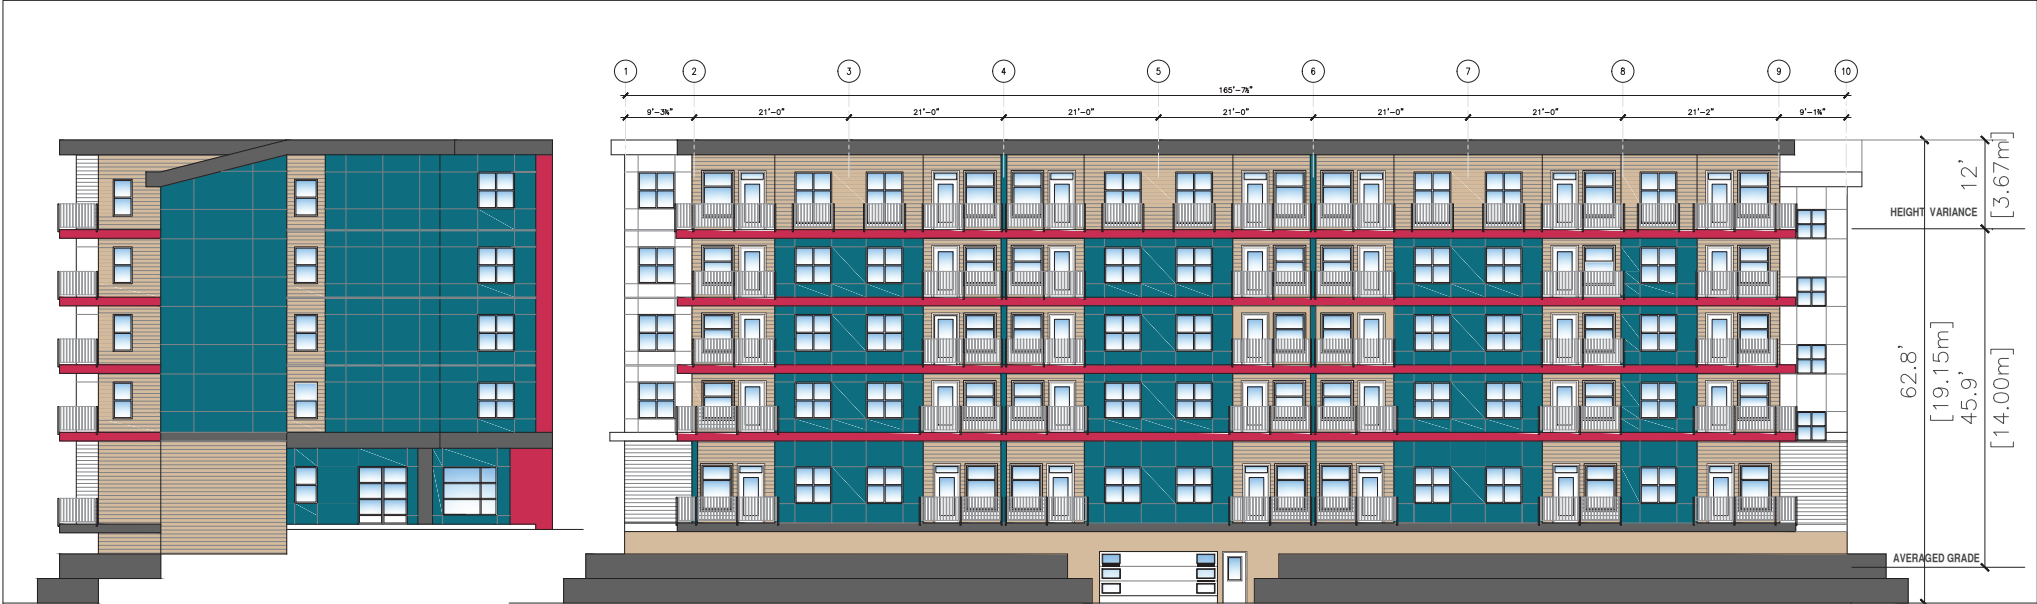 1 2 3 4 5 6 7 8 9 10
165'-7⅞"
9'-3¾" 21'-0" 21'-0" 21'-0" 21'-0" 21'-0" 21'-0" 21'-2" 9'-1⅞"
12'
[3.67m]
HEIGHT VARIANCE
62.8'
[19.15m]
45.9'
[14.00m]
AVERAGED GRADE